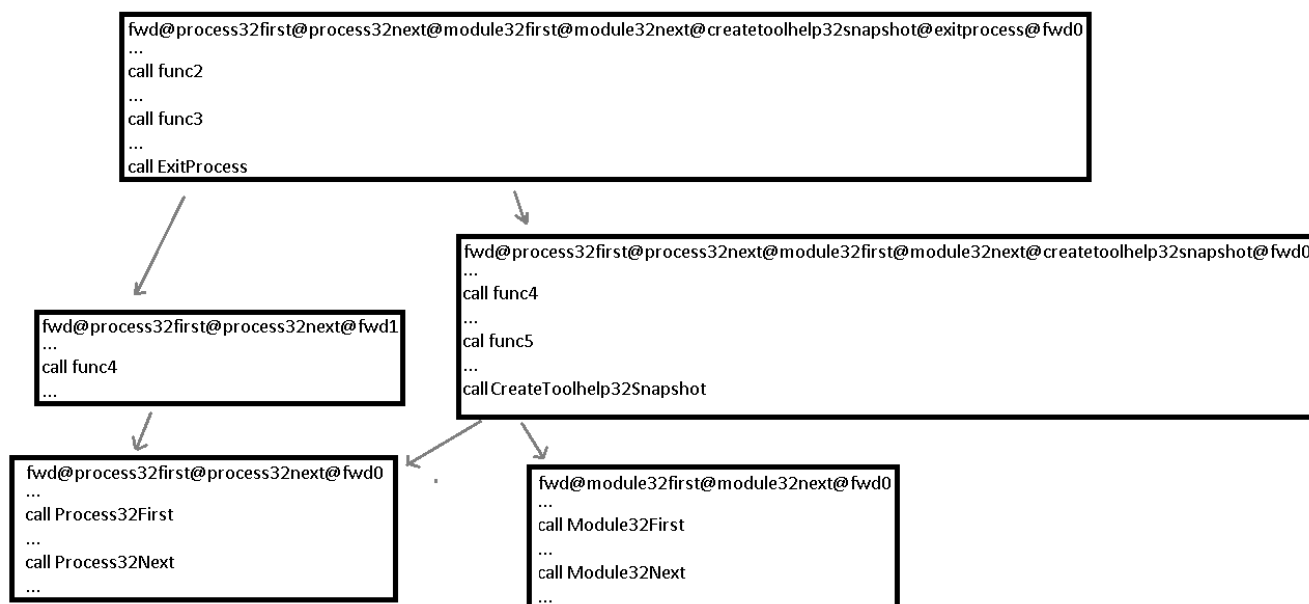 fwd@process32first@process32next@module32first@module32next@createtoolhelp32snapshot@exitprocess@fwd0
...
call func2
...
call func3
...
call ExitProcess
fwd@process32first@process32next@module32first@module32next@createtoolhelp32snapshot@fwd0
...
call func4
...
cal func5
...
call CreateToolhelp32Snapshot
fwd@process32first@process32next@fwd1
...
call func4
...
fwd@process32first@process32next@fwd0
...
call Process32First
...
call Process32Next
...
fwd@module32first@module32next@fwd0
...
call Module32First
...
call Module32Next
...